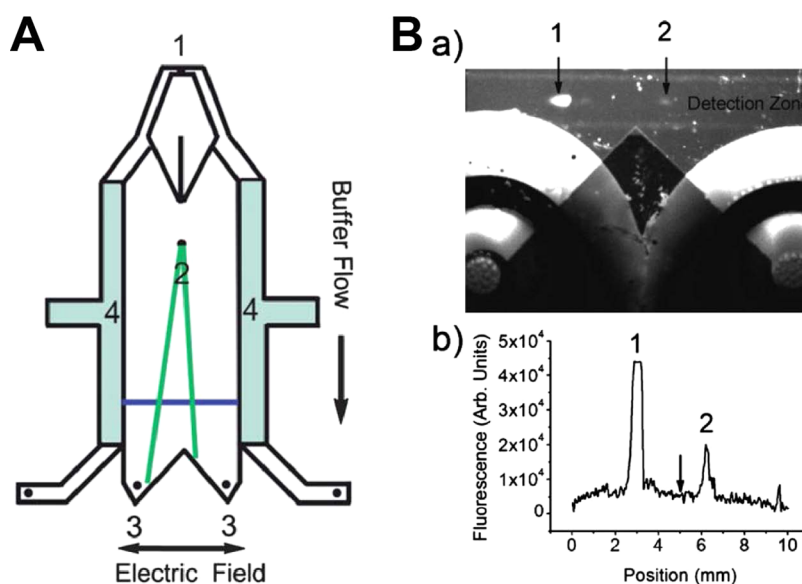 A
1
2
4
4
Buffer Flow
3
3
Electric Field
B
a)
1
2
Detection Zon
b)
Fluorescence (Arb. Units)
5x10⁴
4x10⁴
3x10⁴
2x10⁴
1x10⁴
0
1
2
0
2
4
6
8
10
Position (mm)